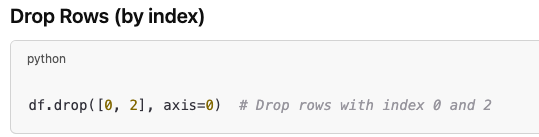 Drop Rows (by index)
python
df.drop([0, 2], axis=0)  # Drop rows with index 0 and 2